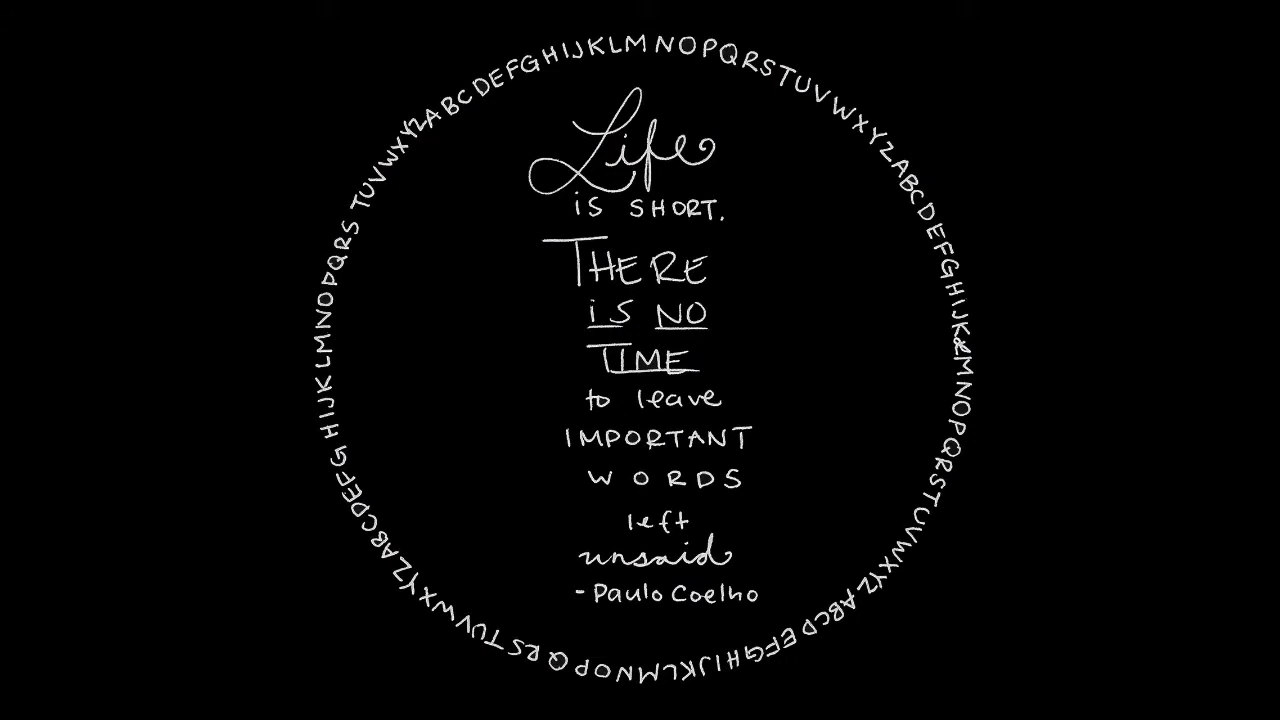 ABCDEFGHIJKLMNOPQRSTUVWXYZABCDEFGHIJKLMNOPQRSTUVWXYZABCDEFGHIJKLMNOPQRSTUVWXYZABCDEFGHIJKLMNOPQRSTUVWXYZ
Life
is SHORT.
THERE
is NO
TIME
to leave
IMPORTANT
WORDS
left
unsaid
- Paulo Coelho